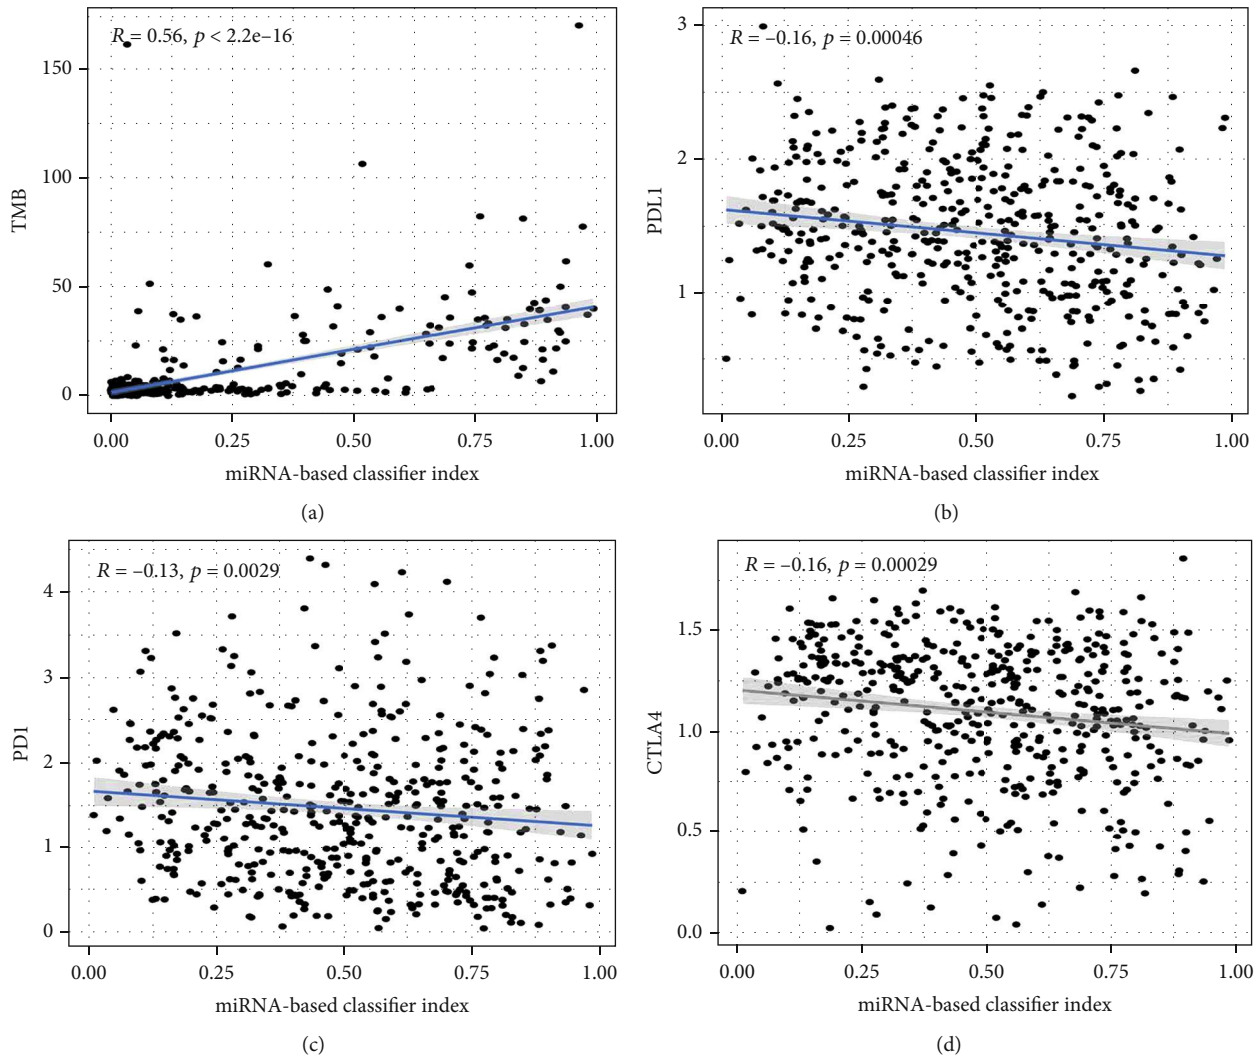 R = 0.56, p < 2.2e–16
150
100
50
0
TMB
0.00 0.25 0.50 0.75 1.00
miRNA-based classifier index
(a)
R = –0.16, p = 0.00046
3
2
1
PDL1
0.00 0.25 0.50 0.75 1.00
miRNA-based classifier index
(b)
R = –0.13, p = 0.0029
4
3
2
1
0
PD1
0.00 0.25 0.50 0.75 1.00
miRNA-based classifier index
(c)
R = –0.16, p = 0.00029
1.5
1.0
0.5
0.0
CTLA4
0.00 0.25 0.50 0.75 1.00
miRNA-based classifier index
(d)